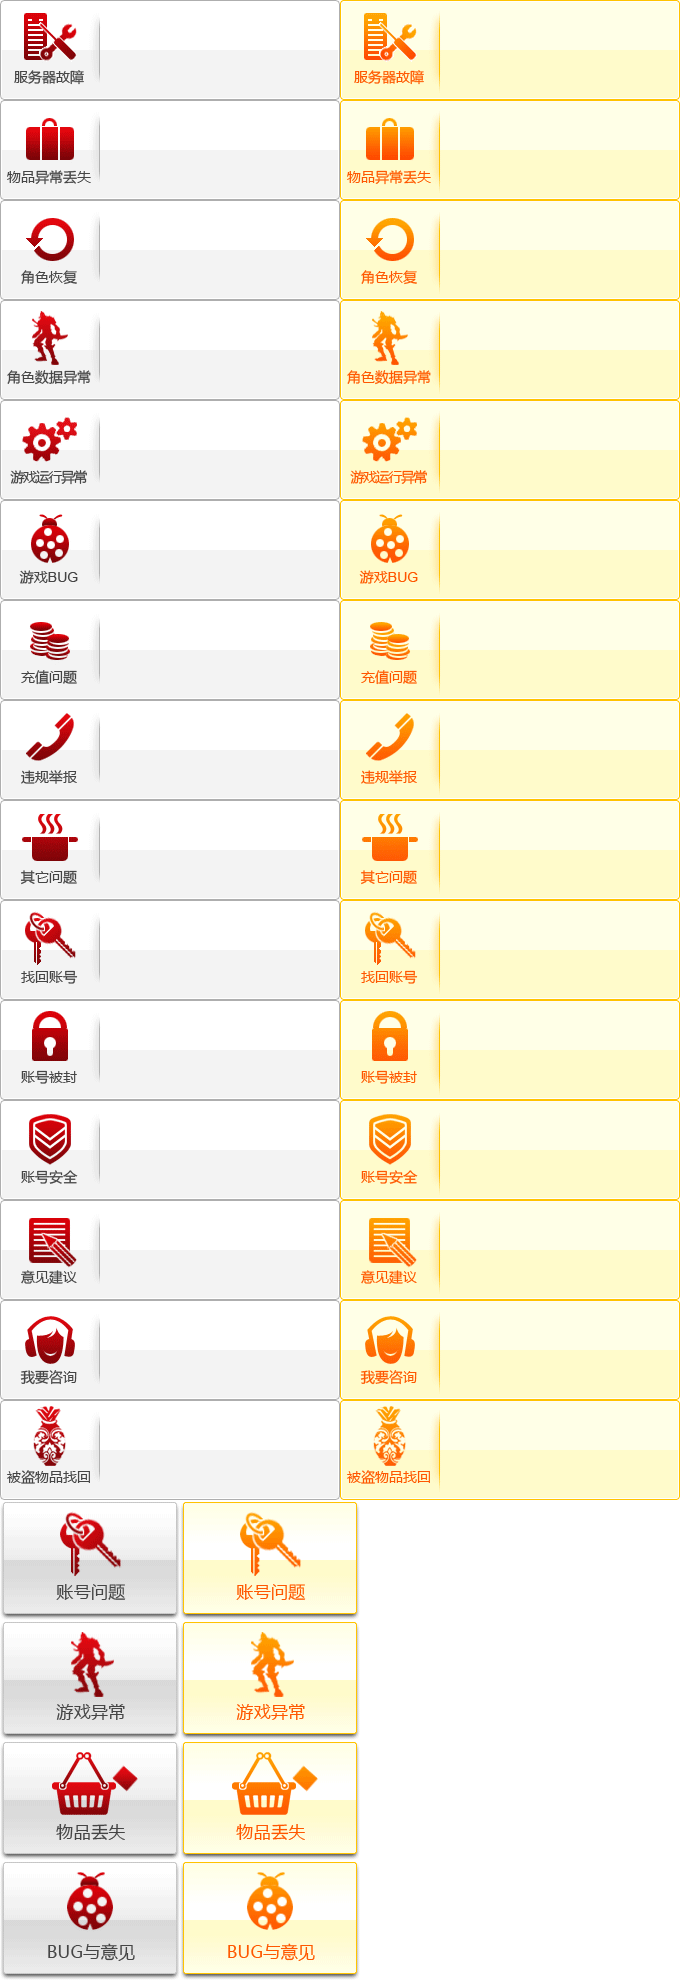 服务器故障 服务器故障
物品异常丢失 物品异常丢失
角色恢复 角色恢复
角色数据异常 角色数据异常
游戏运行异常 游戏运行异常
游戏BUG 游戏BUG
充值问题 充值问题
违规举报 违规举报
其它问题 其它问题
找回账号 找回账号
账号被封 账号被封
账号安全 账号安全
意见建议 意见建议
我要咨询 我要咨询
被盗物品找回 被盗物品找回
账号问题 账号问题
游戏异常 游戏异常
物品丢失 物品丢失
BUG与意见 BUG与意见